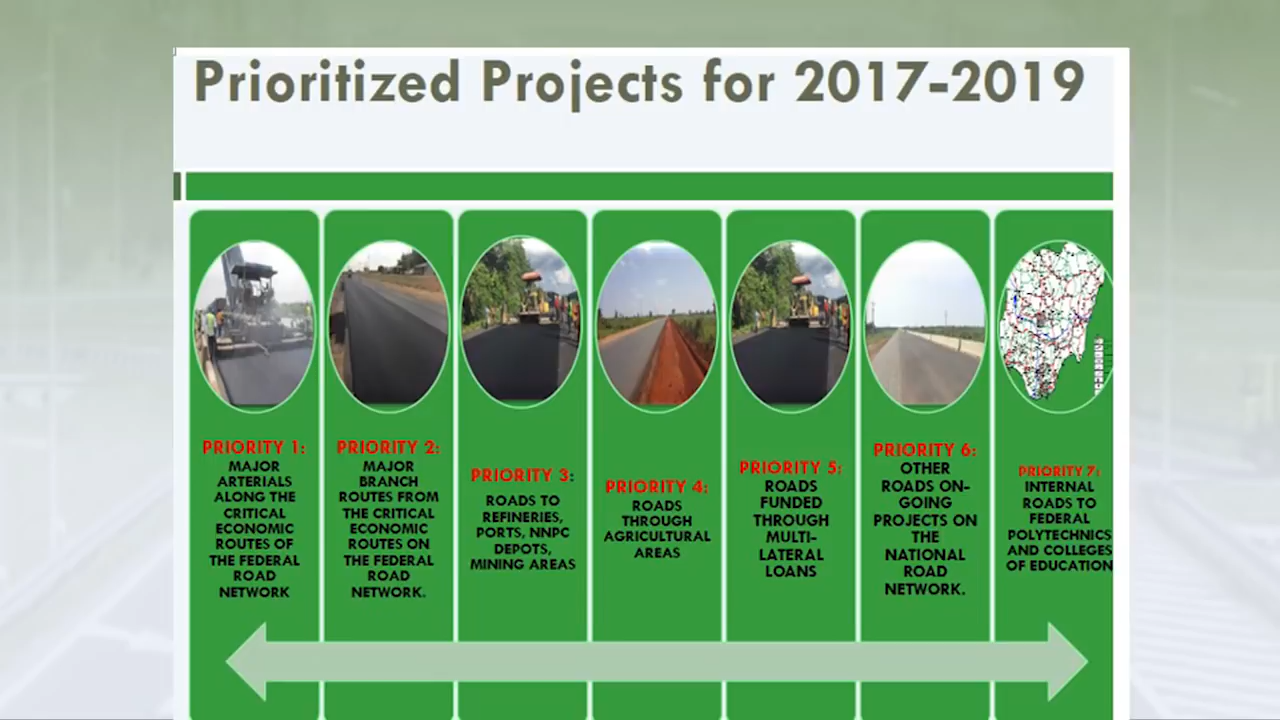 Prioritized Projects for 2017-2019
PRIORITY 1:
MAJOR
ARTERIALS
ALONG THE
CRITICAL
ECONOMIC
ROUTES OF
THE FEDERAL
ROAD
NETWORK
PRIORITY 2:
MAJOR
BRANCH
ROUTES FROM
THE CRITICAL
ECONOMIC
ROUTES ON
THE FEDERAL
ROAD
NETWORK.
PRIORITY 3:
ROADS TO
REFINERIES,
PORTS, NNPC
DEPOTS,
MINING AREAS
PRIORITY 4:
ROADS
THROUGH
AGRICULTURAL
AREAS
PRIORITY 5:
ROADS
FUNDED
THROUGH
MULTI-
LATERAL
LOANS
PRIORITY 6:
OTHER
ROADS ON-
GOING
PROJECTS ON
THE
NATIONAL
ROAD
NETWORK.
PRIORITY 7:
INTERNAL
ROADS TO
FEDERAL
POLYTECHNICS
AND COLLEGES
OF EDUCATION